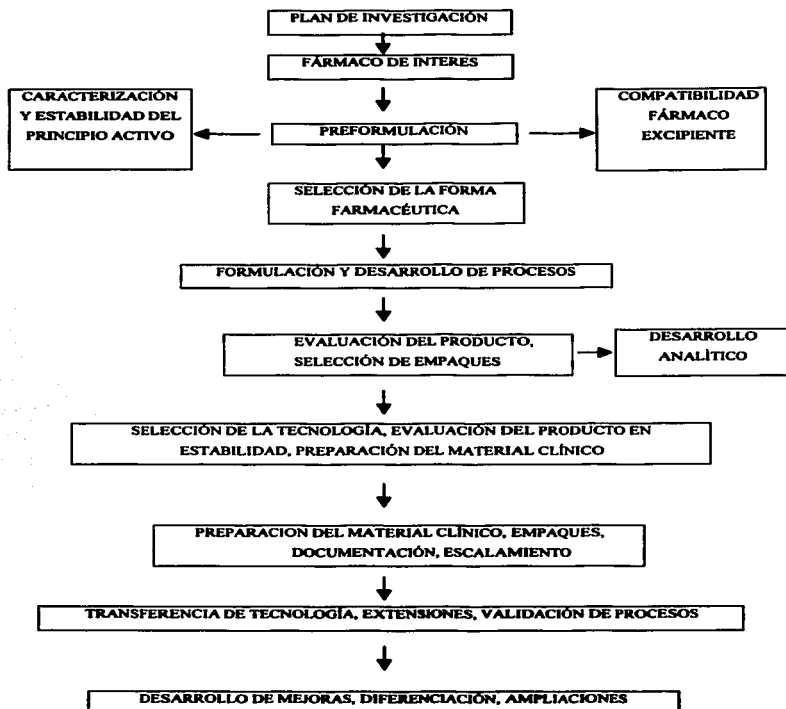 PLAN DE INVESTIGACIÓN
FÁRMACO DE INTERES
CARACTERIZACIÓN
Y ESTABILIDAD DEL
PRINCIPIO ACTIVO
PREFORMULACIÓN
COMPATIBILIDAD
FÁRMACO
EXCIPIENTE
SELECCIÓN DE LA FORMA
FARMACÉUTICA
FORMULACIÓN Y DESARROLLO DE PROCESOS
EVALUACIÓN DEL PRODUCTO,
SELECCIÓN DE EMPAQUES
DESARROLLO
ANALÌTICO
SELECCIÓN DE LA TECNOLOGÍA, EVALUACIÓN DEL PRODUCTO EN
ESTABILIDAD, PREPARACIÓN DEL MATERIAL CLÍNICO
PREPARACION DEL MATERIAL CLÍNICO, EMPAQUES,
DOCUMENTACIÓN, ESCALAMIENTO
TRANSFERENCIA DE TECNOLOGÍA, EXTENSIONES, VALIDACIÓN DE PROCESOS
DESARROLLO DE MEJORAS, DIFERENCIACIÓN, AMPLIACIONES